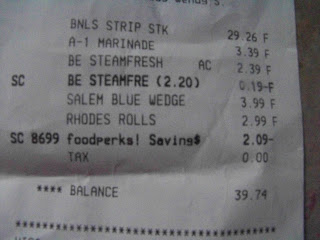 BNLS STRIP STK 29.26 F
A-1 MARINADE 3.39 F
BE STEAMFRESH AC 2.39 F
SC BE STEAMFRE (2.20) 0.19-F
SALEM BLUE WEDGE 3.99 F
RHODES ROLLS 2.99 F
SC 8699 foodperks! Saving$ 2.09-
TAX 0.00
**** BALANCE 39.74